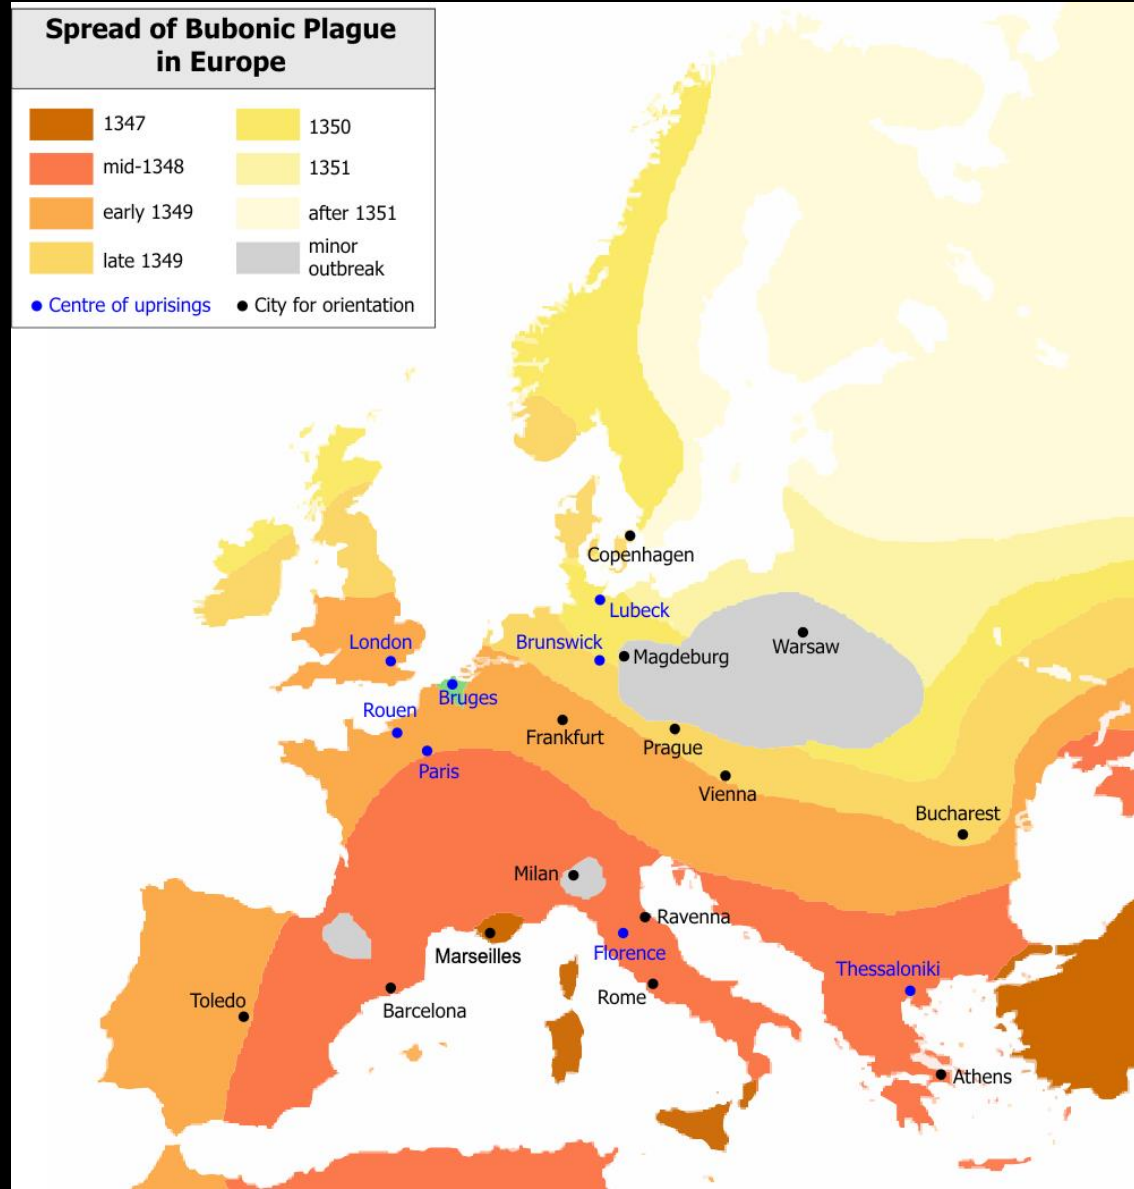 Spread of Bubonic Plague
in Europe
1347
1350
mid-1348
1351
early 1349
after 1351
late 1349
minor
outbreak
Centre of uprisings
City for orientation
Copenhagen
Lubeck
Brunswick
Magdeburg
Warsaw
London
Bruges
Rouen
Frankfurt
Prague
Paris
Vienna
Bucharest
Milan
Ravenna
Marseilles
Florence
Thessaloniki
Toledo
Rome
Barcelona
Athens